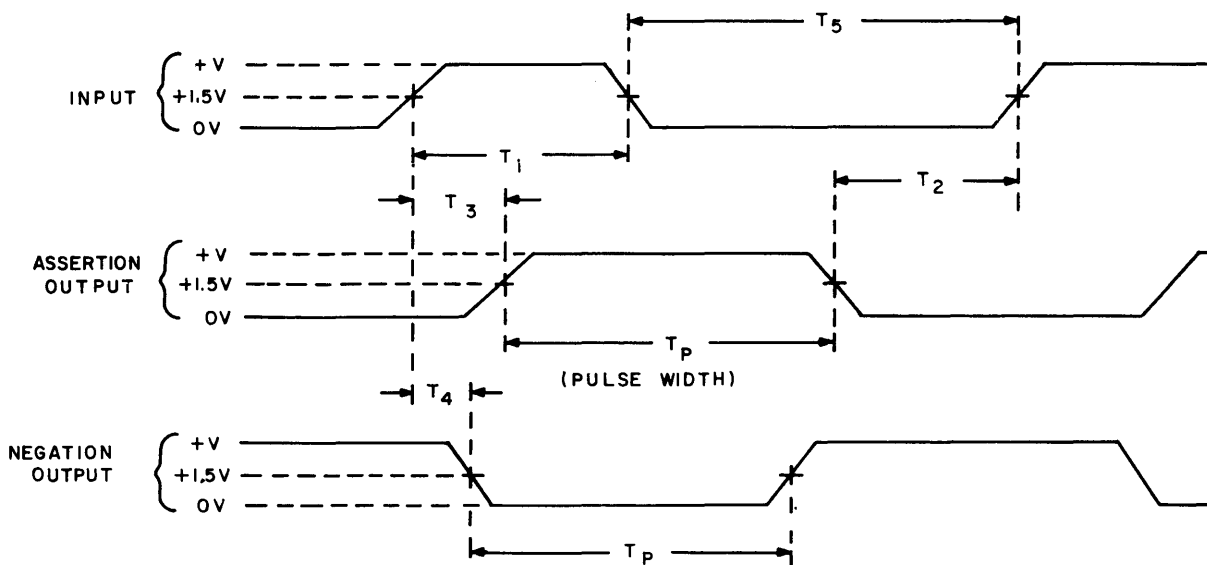 T5
+V
INPUT
+1.5V
0V
T1
T2
T3
+V
ASSERTION
OUTPUT
+1.5V
0V
TP
(PULSE WIDTH)
T4
+V
NEGATION
OUTPUT
+1.5V
0V
TP